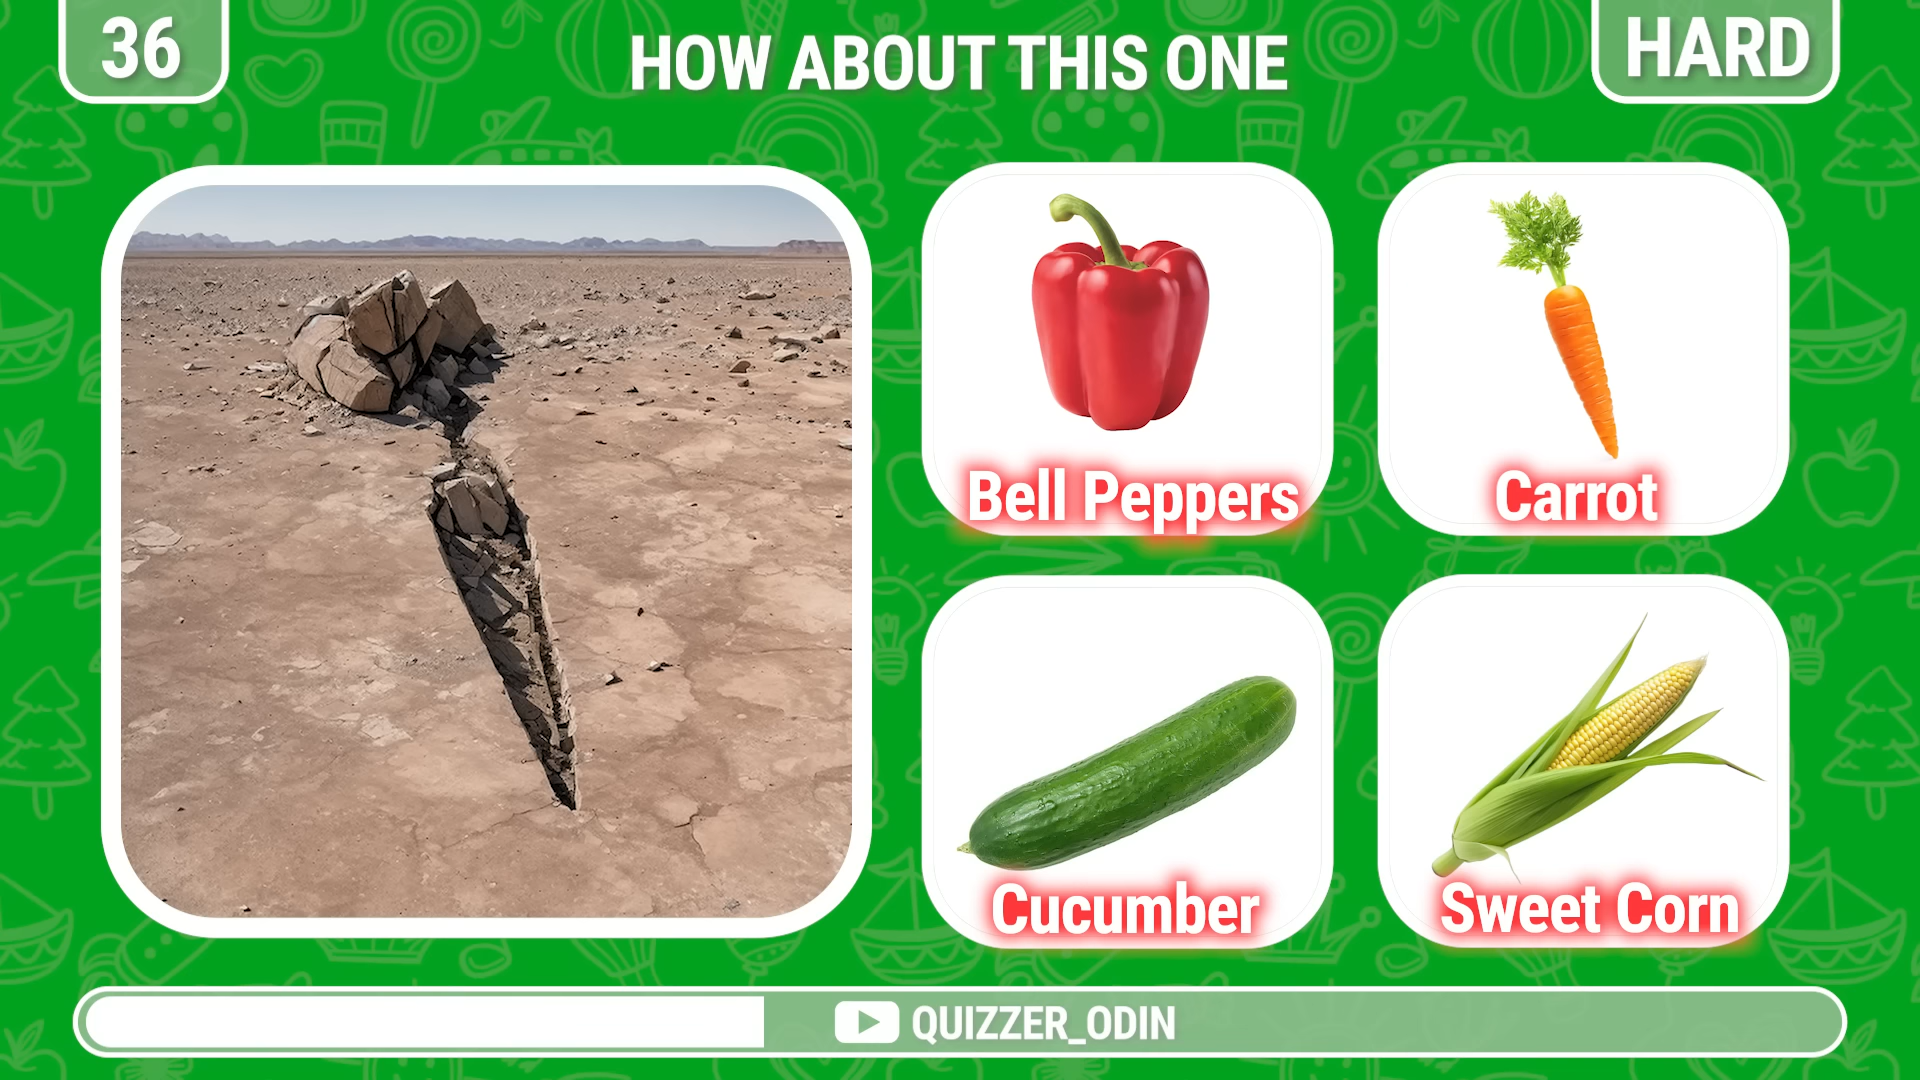 36
HOW ABOUT THIS ONE
HARD
Bell Peppers
Carrot
Cucumber
Sweet Corn
QUIZZER_ODIN